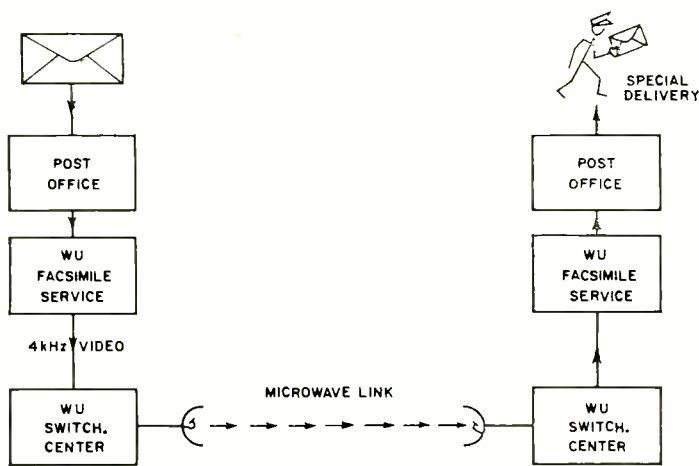 POST
OFFICE
WU
FACSIMILE
SERVICE
4kHz VIDEO
WU
SWITCH.
CENTER
MICROWAVE LINK
SPECIAL
DELIVERY
POST
OFFICE
WU
FACSIMILE
SERVICE
WU
SWITCH.
CENTER